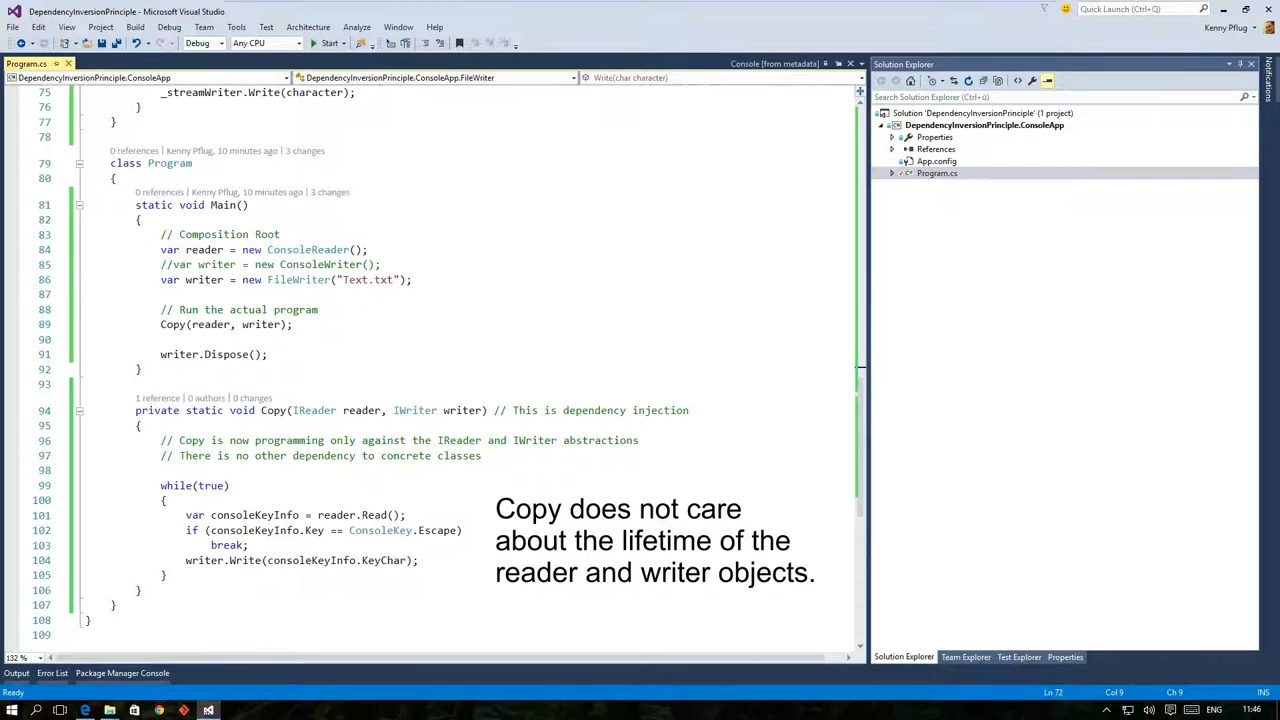 DependencyInversionPrinciple - Microsoft Visual Studio
Quick Launch (Ctrl+Q)
File Edit View Project Build Debug Team Tools Architecture Test Analyze Window Help
Kenny Pflug
Debug Any CPU Start
Program.cs
Console [from metadata]
Solution Explorer
DependencyInversionPrinciple.ConsoleApp
DependencyInversionPrinciple.ConsoleApp.FileWriter
Write(char character)
Search Solution Explorer (Ctrl+ü)
Solution 'DependencyInversionPrinciple' (1 project)
DependencyInversionPrinciple.ConsoleApp
Properties
References
App.config
Program.cs
75 _streamWriter.Write(character);
76 }
77 }
78
0 references | Kenny Pflug, 10 minutes ago | 3 changes
79 class Program
80 {
0 references | Kenny Pflug, 10 minutes ago | 3 changes
81 static void Main()
82 {
83 // Composition Root
84 var reader = new ConsoleReader();
85 //var writer = new ConsoleWriter();
86 var writer = new FileWriter("Text.txt");
87
88 // Run the actual program
89 Copy(reader, writer);
90
91 writer.Dispose();
92 }
93
1 reference | 0 authors | 0 changes
94 private static void Copy(IReader reader, IWriter writer) // This is dependency injection
95 {
96 // Copy is now programming only against the IReader and IWriter abstractions
97 // There is no other dependency to concrete classes
98
99 while(true)
100 {
101 var consoleKeyInfo = reader.Read();
102 if (consoleKeyInfo.Key == ConsoleKey.Escape)
103 break;
104 writer.Write(consoleKeyInfo.KeyChar);
105 }
106 }
107 }
108 }
109
Copy does not care
about the lifetime of the
reader and writer objects.
132 %
Solution Explorer Team Explorer Test Explorer Properties
Notifications
Output Error List Package Manager Console
Ready Ln 72 Col 9 Ch 9 INS
ENG 11:46